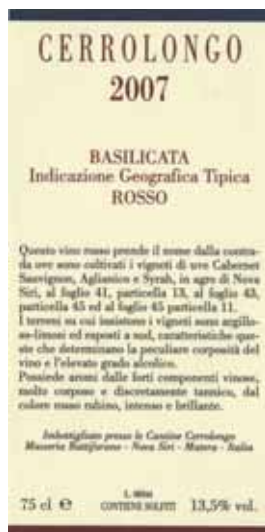 CERROLONGO
2007
BASILICATA
Indicazione Geografica Tipica
ROSSO
Questo vino rosso prende il nome dalla contra-
da ove sono coltivati i vigneti di uve Cabernet
Sauvignon, Aglianico e Syrah, in agro di Nova
Siri, al foglio 41, particella 13, al foglio 43,
particella 45 ed al foglio 45 particella 11.
I terreni su cui insistono i vigneti sono argillo-
so-limosi ed esposti a sud, caratteristiche que-
ste che determinano la peculiare corposità del
vino e l'elevato grado alcolico.
Possiede aromi dalle forti componenti vinose,
molto corposo e discretamente tannico, dal
colore rosso rubino, intenso e brillante.
Imbottigliato presso le Cantine Cerrolongo
Masseria Battifarano - Nova Siri - Matera - Italia
75 cl e
CONTIENE SOLFITI
13,5% vol.